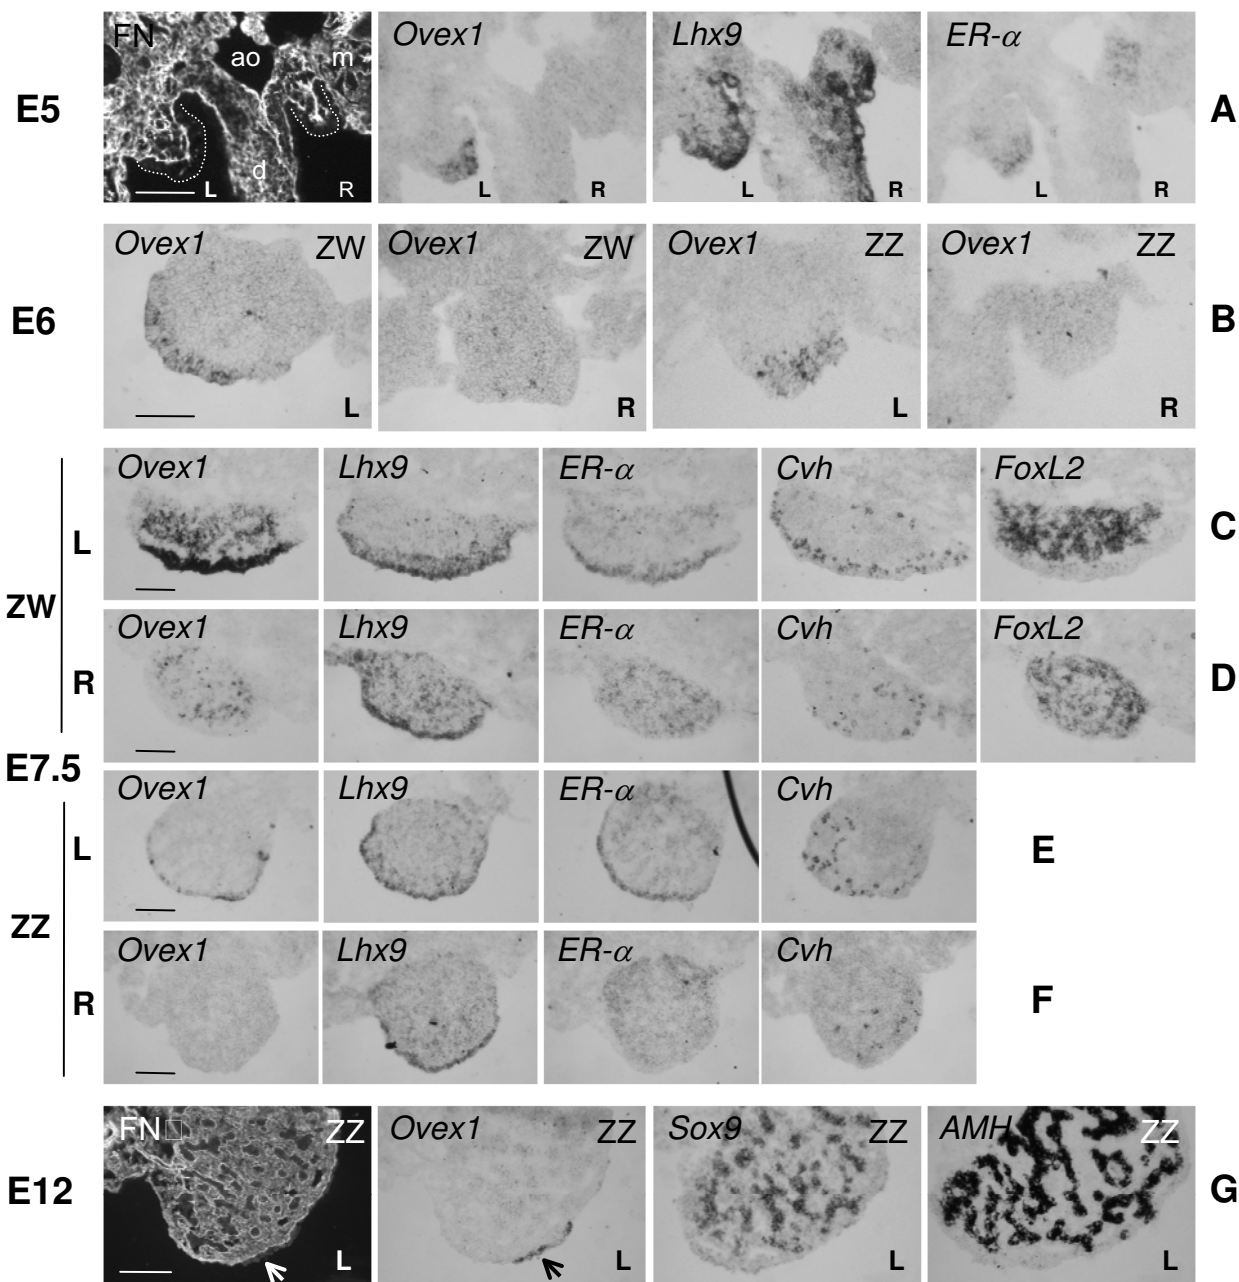 E5 FN ao m d L R Ovex1 L R Lhx9 L R ER-α L R A
E6 Ovex1 ZW L Ovex1 ZW R Ovex1 ZZ L Ovex1 ZZ R B
ZW
L Ovex1 Lhx9 ER-α Cvh FoxL2 C
R Ovex1 Lhx9 ER-α Cvh FoxL2 D
E7.5
ZZ
L Ovex1 Lhx9 ER-α Cvh E
R Ovex1 Lhx9 ER-α Cvh F
E12 FN ZZ L Ovex1 ZZ L Sox9 ZZ L AMH ZZ L G